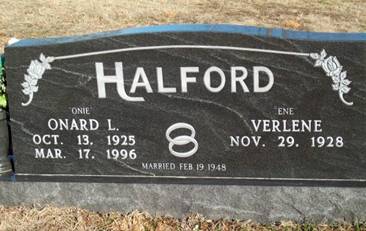 HALFORD
"ONIE"
ONARD L.
OCT. 13. 1925
MAR. 17. 1996
"ENE"
VERLENE
NOV. 29. 1928
MARRIED FEB 19 1948